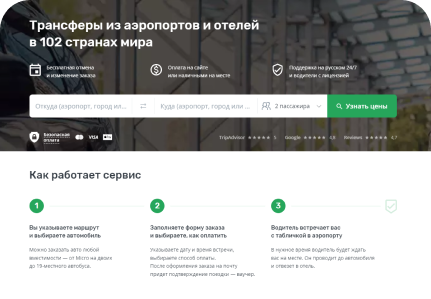 Трансферы из аэропортов и отелей
в 102 странах мира
Бесплатная отмена
и изменение заказа
Оплата на сайте
или наличными на месте
Поддержка на русском 24/7
и водители с лицензией
Откуда (аэропорт, город ил...
Куда (аэропорт, город или ...
2 пассажира
Узнать цены
Безопасная
оплата
VISA
TripAdvisor ★★★★★ 5
Google ★★★★★ 4,8
Reviews ★★★★★ 4,7
Как работает сервис
1
2
3
Вы указываете маршрут
и выбираете автомобиль
Можно заказать авто любой
вместимости — от Micro на двоих
до 19-местного автобуса.
Заполняете форму заказа
и выбираете, как оплатить
Указываете дату и время встречи,
выбираете способ оплаты.
После оформления заказа на почту
придет подтверждение поездки — ваучер.
Водитель встречает вас
с табличкой в аэропорту
В нужное время водитель будет ждать
вас на месте. Он проводит до автомобиля
и отвезет в отель.